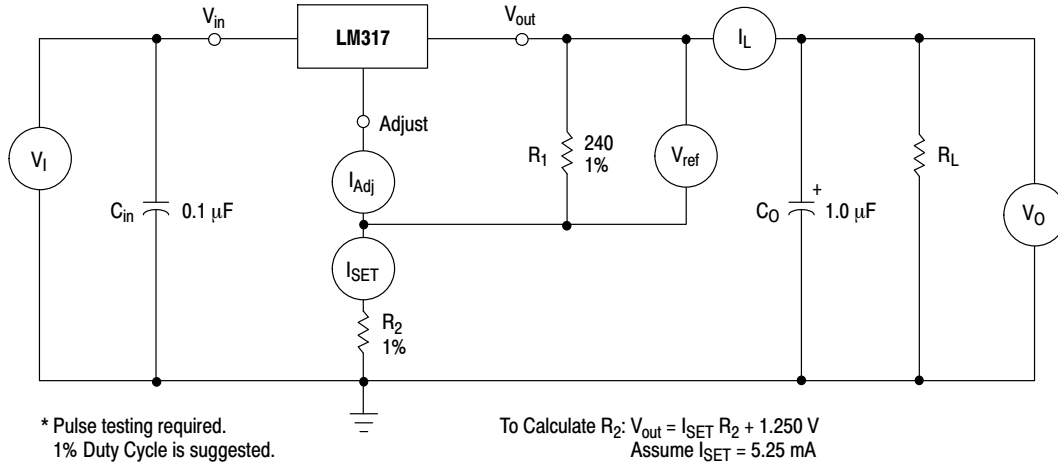 V_in
LM317
V_out
I_L
Adjust
V_I
C_in
0.1 μF
I_Adj
R_1
240
1%
V_ref
C_O
+
1.0 μF
R_L
V_O
I_SET
R_2
1%
* Pulse testing required.
1% Duty Cycle is suggested.
To Calculate R_2: V_out = I_SET R_2 + 1.250 V
Assume I_SET = 5.25 mA